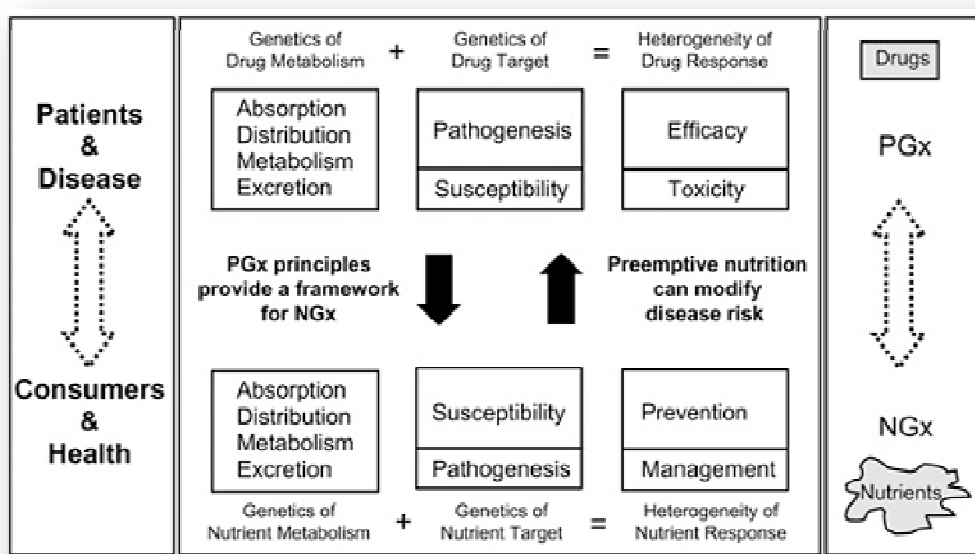 Patients
&
Disease
Consumers
&
Health
Genetics of
Drug Metabolism
+
Genetics of
Drug Target
=
Heterogeneity of
Drug Response
Absorption
Distribution
Metabolism
Excretion
Pathogenesis
Susceptibility
Efficacy
Toxicity
PGx principles
provide a framework
for NGx
Preemptive nutrition
can modify
disease risk
Absorption
Distribution
Metabolism
Excretion
Susceptibility
Pathogenesis
Prevention
Management
Genetics of
Nutrient Metabolism
+
Genetics of
Nutrient Target
=
Heterogeneity of
Nutrient Response
Drugs
PGx
NGx
Nutrients